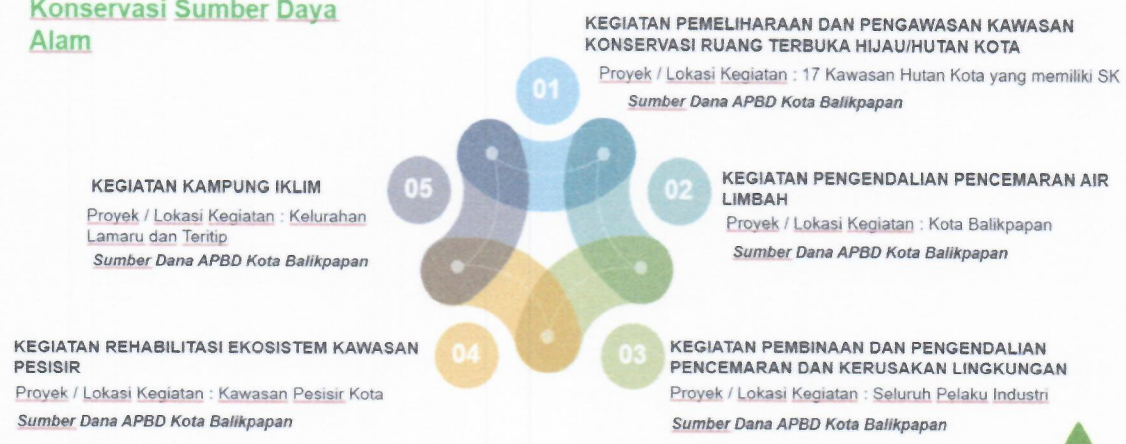 Konservasi Sumber Daya
Alam
01
KEGIATAN PEMELIHARAAN DAN PENGAWASAN KAWASAN
KONSERVASI RUANG TERBUKA HIJAU/HUTAN KOTA
Proyek / Lokasi Kegiatan : 17 Kawasan Hutan Kota yang memiliki SK
Sumber Dana APBD Kota Balikpapan
02
KEGIATAN PENGENDALIAN PENCEMARAN AIR
LIMBAH
Proyek / Lokasi Kegiatan : Kota Balikpapan
Sumber Dana APBD Kota Balikpapan
03
KEGIATAN PEMBINAAN DAN PENGENDALIAN
PENCEMARAN DAN KERUSAKAN LINGKUNGAN
Proyek / Lokasi Kegiatan : Seluruh Pelaku Industri
Sumber Dana APBD Kota Balikpapan
04
KEGIATAN REHABILITASI EKOSISTEM KAWASAN
PESISIR
Proyek / Lokasi Kegiatan : Kawasan Pesisir Kota
Sumber Dana APBD Kota Balikpapan
05
KEGIATAN KAMPUNG IKLIM
Proyek / Lokasi Kegiatan : Kelurahan
Lamaru dan Teritip
Sumber Dana APBD Kota Balikpapan